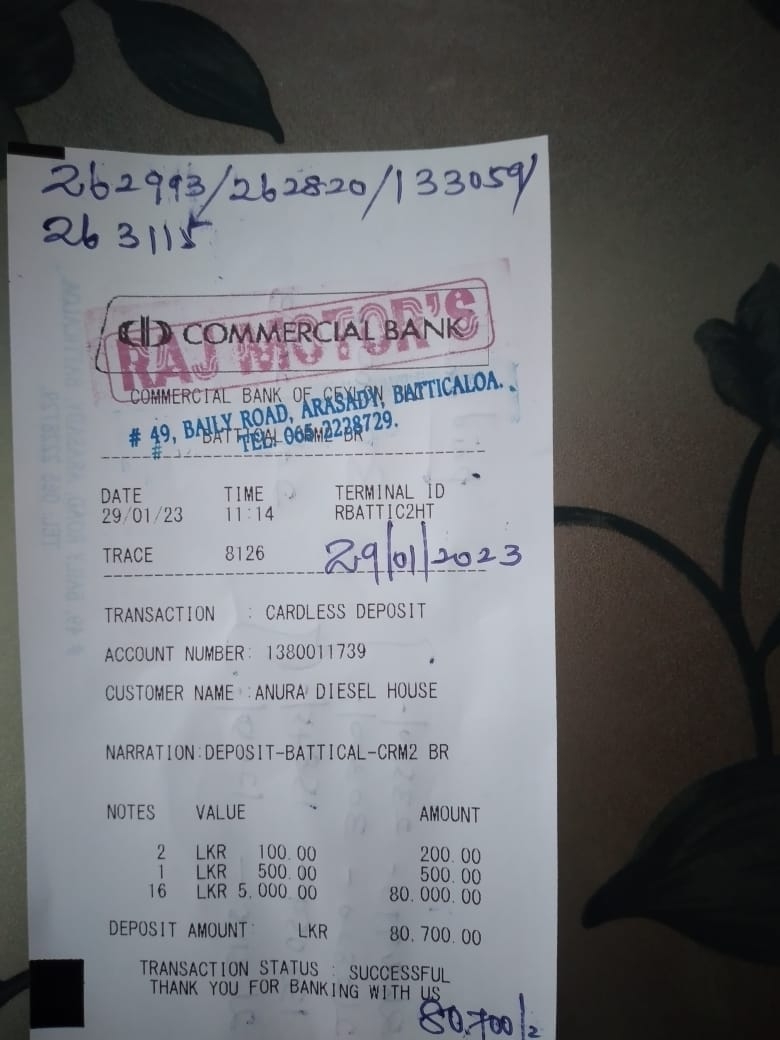 262993/262820/133059/
263115
COMMERCIAL BANK
RAJ MOTOR'S
COMMERCIAL BANK OF CEYLON
# 49, BAILY ROAD, ARASADY, BATTICALOA.
BATTICAL-CRM2 BR
TEL: 065 2228729.
DATE TIME TERMINAL ID
29/01/23 11:14 RBATTIC2HT
TRACE 8126
29/01/2023
TRANSACTION : CARDLESS DEPOSIT
ACCOUNT NUMBER: 1380011739
CUSTOMER NAME :ANURA DIESEL HOUSE
NARRATION:DEPOSIT-BATTICAL-CRM2 BR
NOTES VALUE AMOUNT
2 LKR 100.00 200.00
1 LKR 500.00 500.00
16 LKR 5,000.00 80,000.00
DEPOSIT AMOUNT: LKR 80,700.00
TRANSACTION STATUS : SUCCESSFUL
THANK YOU FOR BANKING WITH US
80,700/2